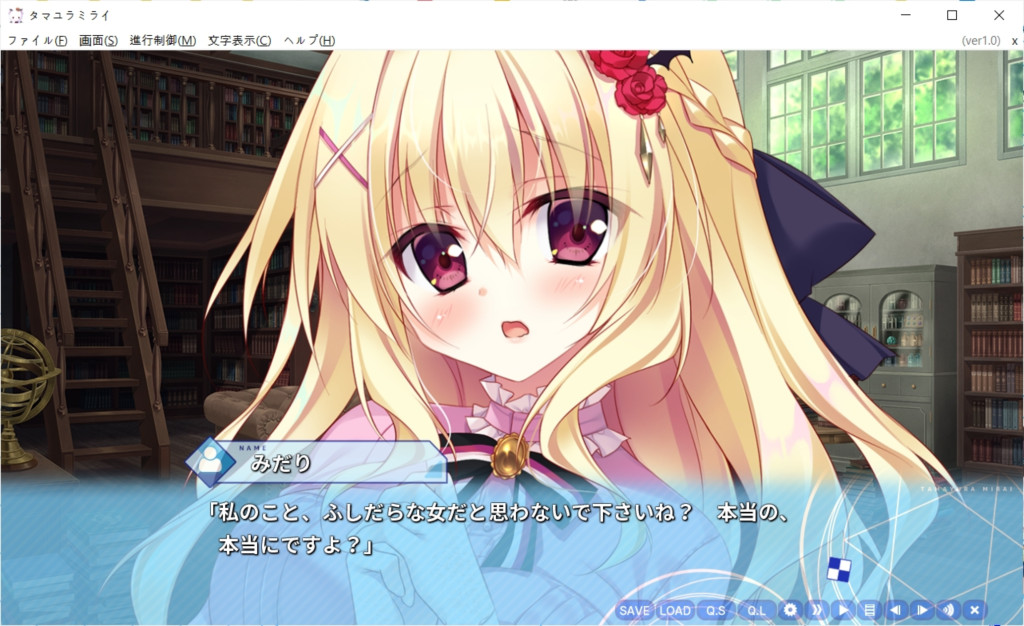 タマユラミライ
ファイル(F) 画面(S) 進行制御(M) 文字表示(C) ヘルプ(H) (ver1.0) x
NAME
みだり
TAMAYURA MIRAI
「私のこと、ふしだらな女だと思わないで下さいね？　本当の、
本当にですよ？」
SAVE LOAD Q.S Q.L